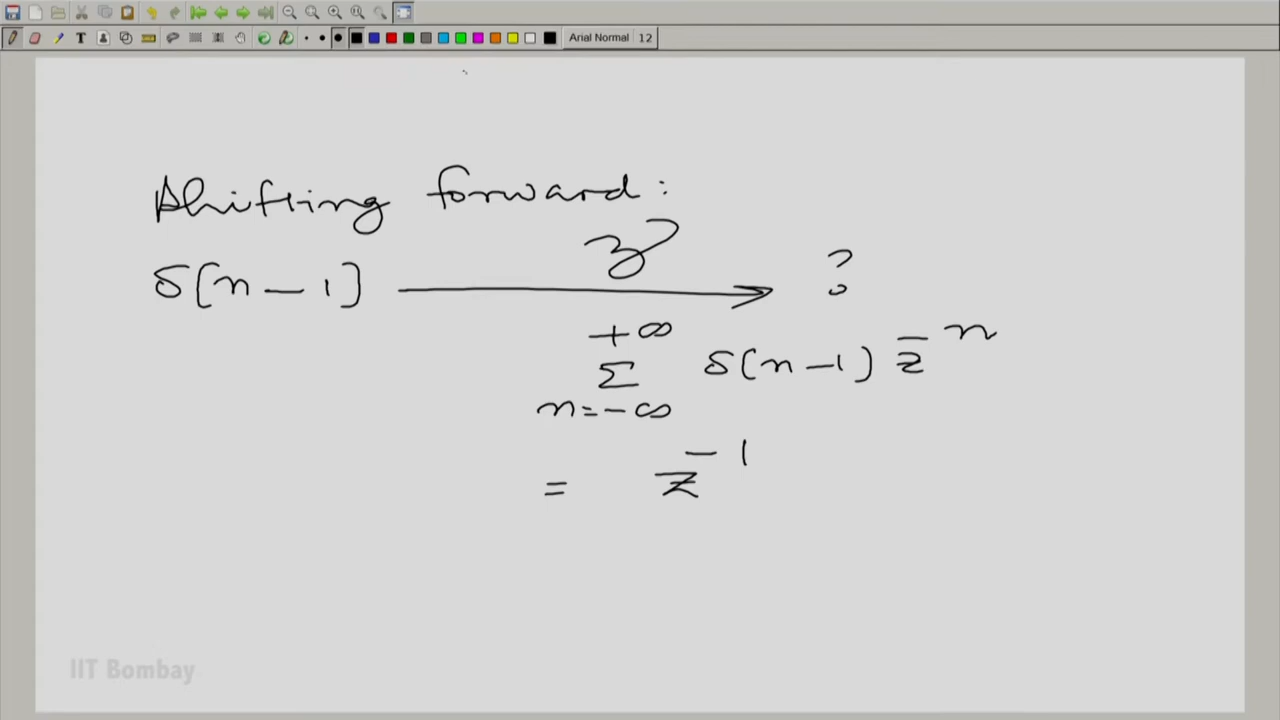 Arial Normal 12
Shifting forward:
δ[n-1] ⟶ 𝒵 ?
+∞
Σ δ[n-1] z^{-n}
n=-∞
= z^{-1}
IIT Bombay